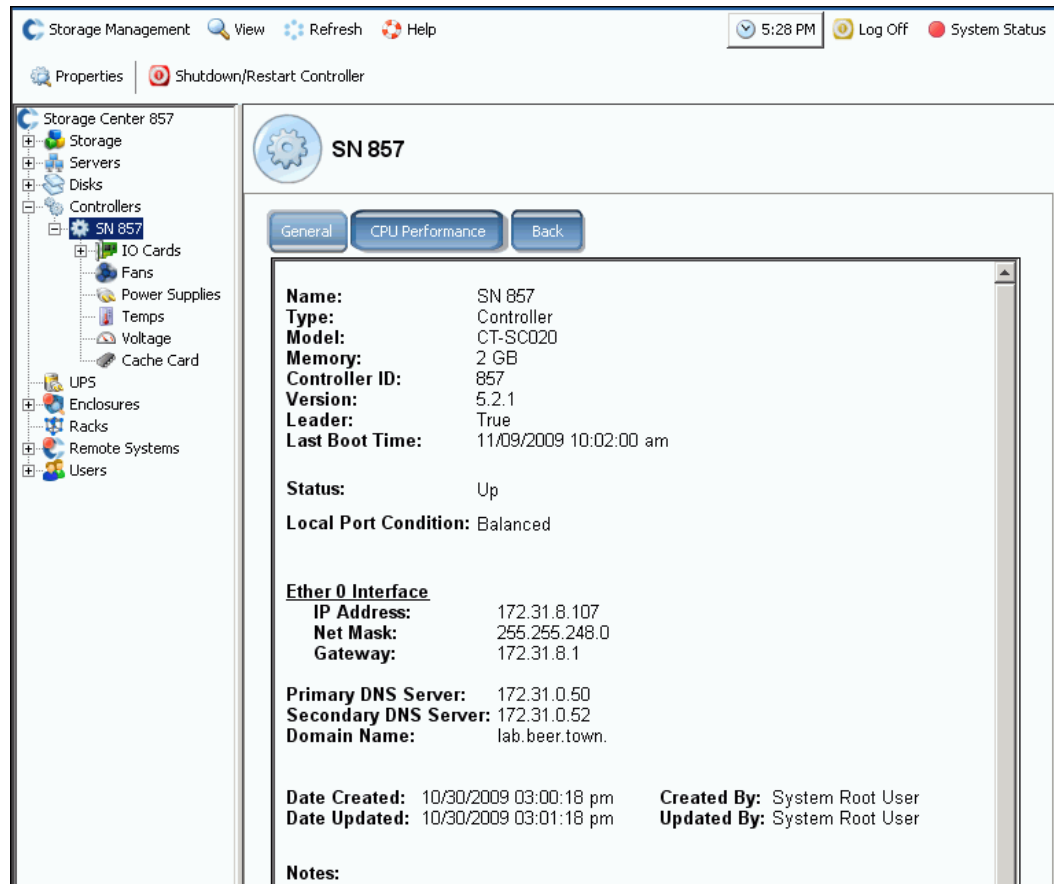 Storage Management View Refresh Help 5:28 PM Log Off System Status
Properties Shutdown/Restart Controller
Storage Center 857
Storage
Servers
Disks
Controllers
SN 857
IO Cards
Fans
Power Supplies
Temps
Voltage
Cache Card
UPS
Enclosures
Racks
Remote Systems
Users
SN 857
General CPU Performance Back
Name: SN 857
Type: Controller
Model: CT-SC020
Memory: 2 GB
Controller ID: 857
Version: 5.2.1
Leader: True
Last Boot Time: 11/09/2009 10:02:00 am
Status: Up
Local Port Condition: Balanced
Ether 0 Interface
IP Address: 172.31.8.107
Net Mask: 255.255.248.0
Gateway: 172.31.8.1
Primary DNS Server: 172.31.0.50
Secondary DNS Server: 172.31.0.52
Domain Name: lab.beer.town.
Date Created: 10/30/2009 03:00:18 pm Created By: System Root User
Date Updated: 10/30/2009 03:01:18 pm Updated By: System Root User
Notes: